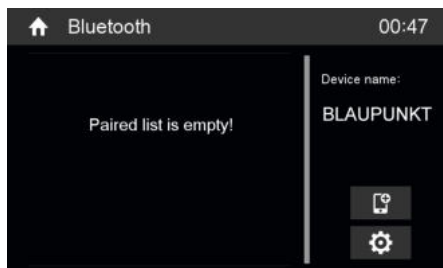 Bluetooth 00:47
Device name:
Paired list is empty!
BLAUPUNKT